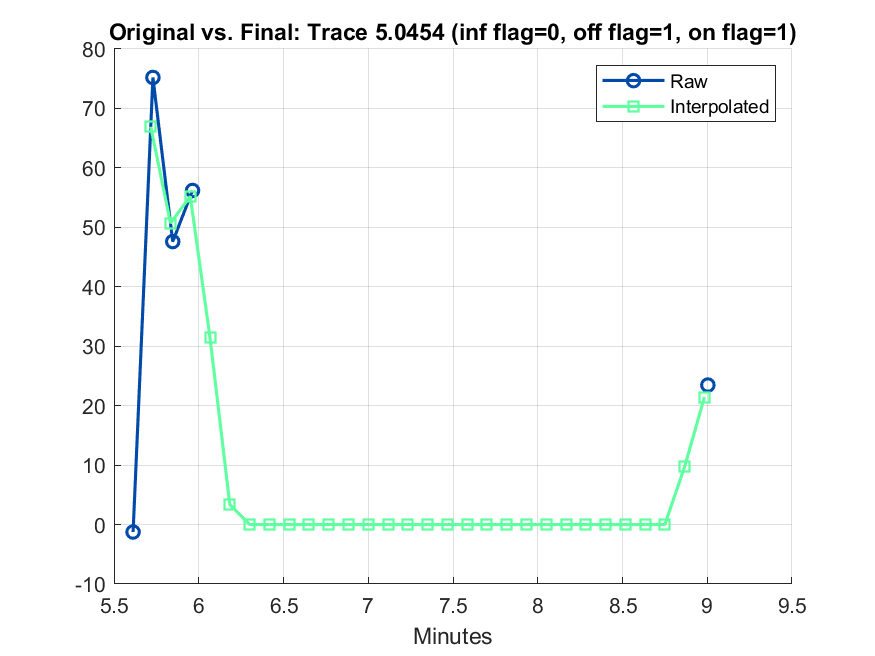 Original vs. Final: Trace 5.0454 (inf flag=0, off flag=1, on flag=1)
80
70
60
50
40
30
20
10
0
-10
Raw
Interpolated
5.5 6 6.5 7 7.5 8 8.5 9 9.5
Minutes